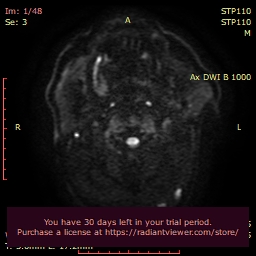 Im: 1/48
Se: 3
A
STP110
STP110
M
Ax DWI B 1000
R
L
You have 30 days left in your trial period.
Purchase a license at https://radiantviewer.com/store/